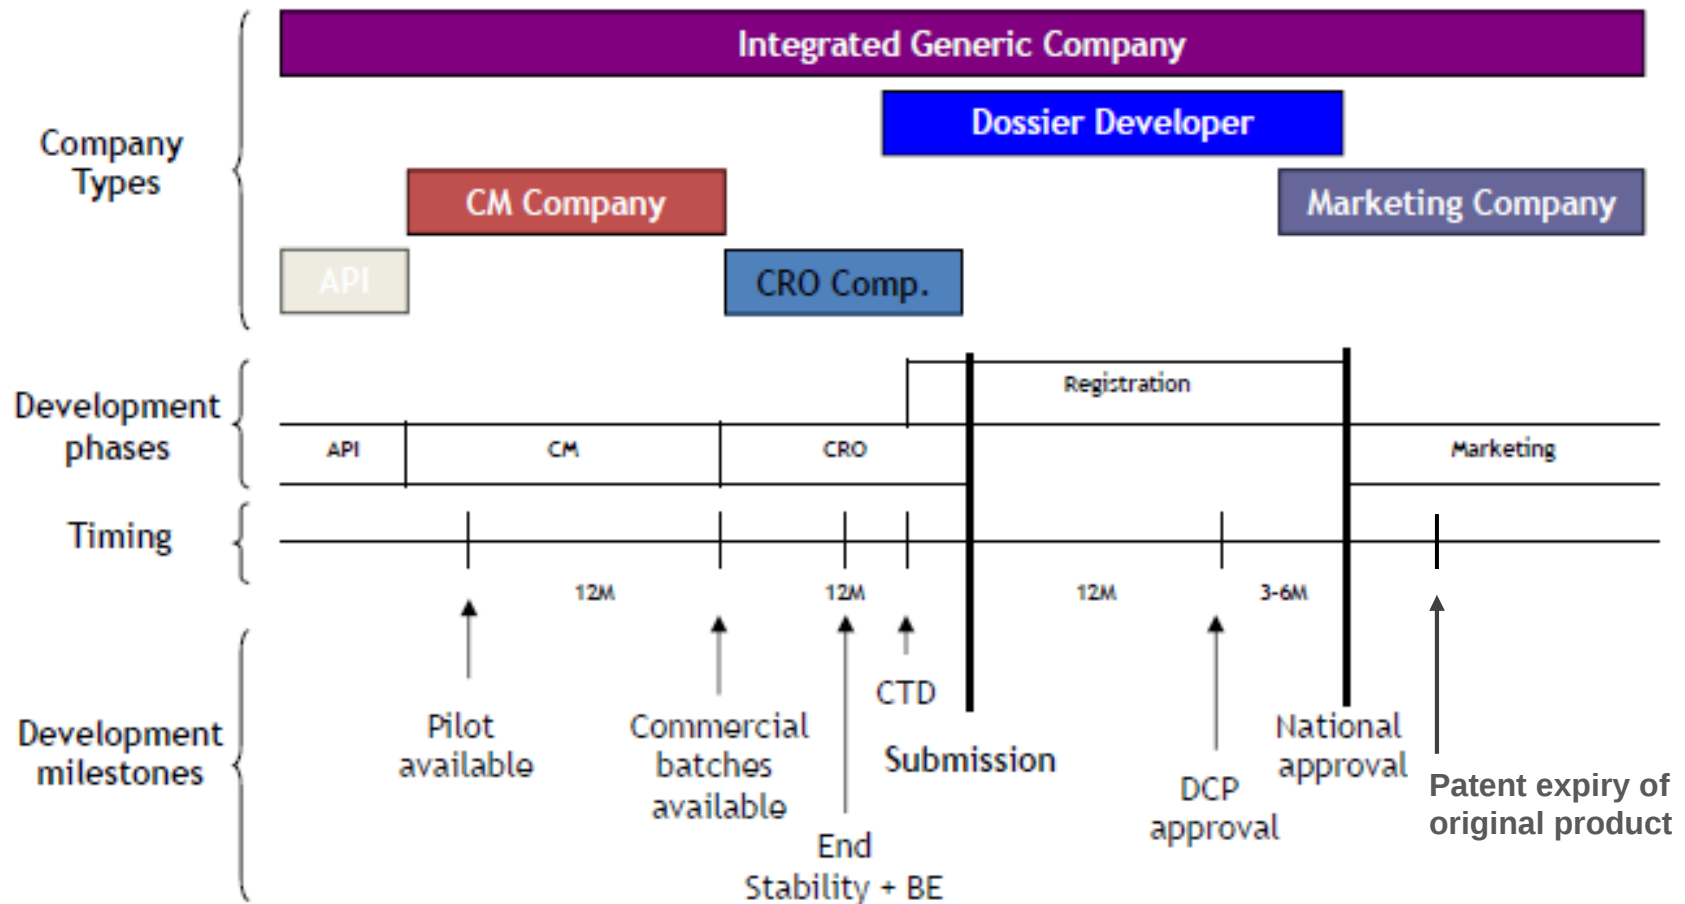 Integrated Generic Company
Dossier Developer
Company
Types
CM Company
Marketing Company
API
CRO Comp.
Registration
Development
phases
API
CM
CRO
Marketing
Timing
12M
12M
12M
3-6M
CTD
Pilot
available
Commercial
batches
available
Submission
National
approval
Development
milestones
DCP
approval
Patent expiry of
original product
End
Stability + BE